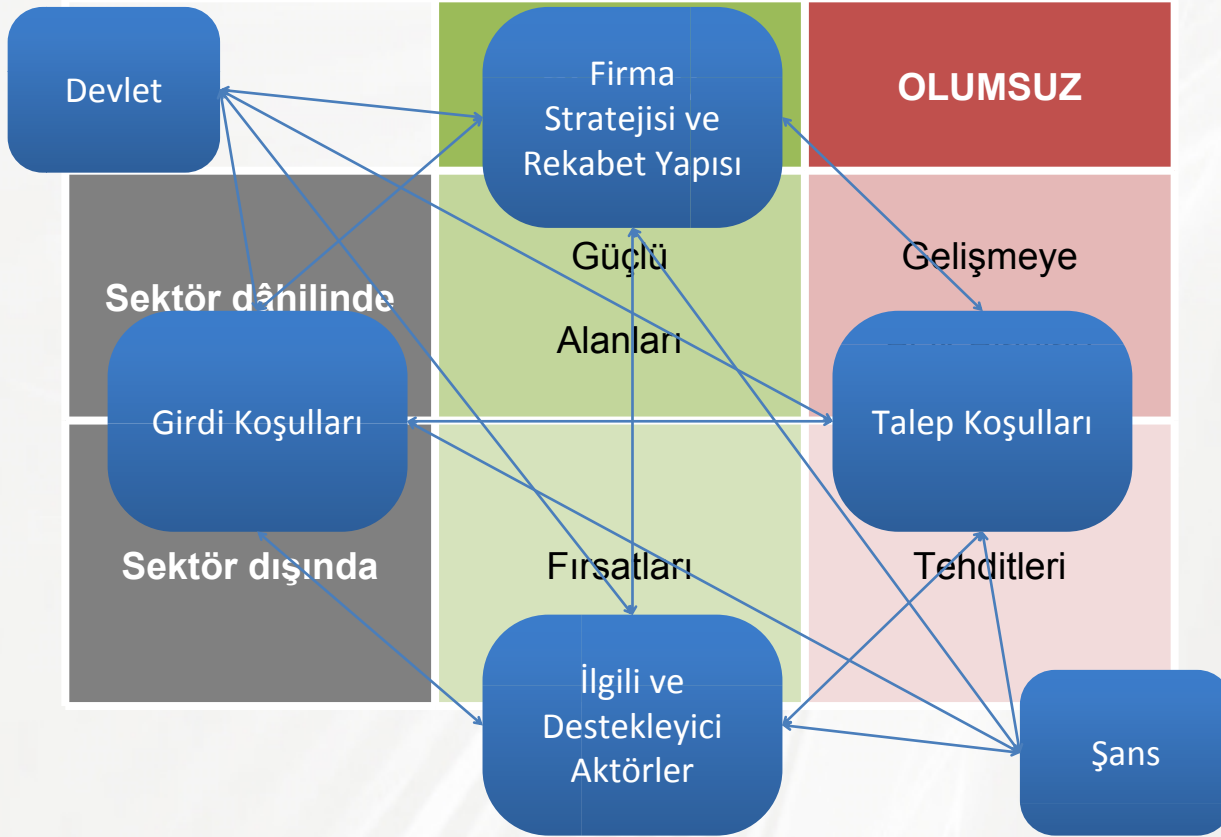 Devlet
Firma
Stratejisi ve
Rekabet Yapısı
OLUMSUZ
Sektör dâhilinde
Güçlü
Alanları
Gelişmeye
Girdi Koşulları
Talep Koşulları
Sektör dışında
Fırsatları
Tehditleri
İlgili ve
Destekleyici
Aktörler
Şans